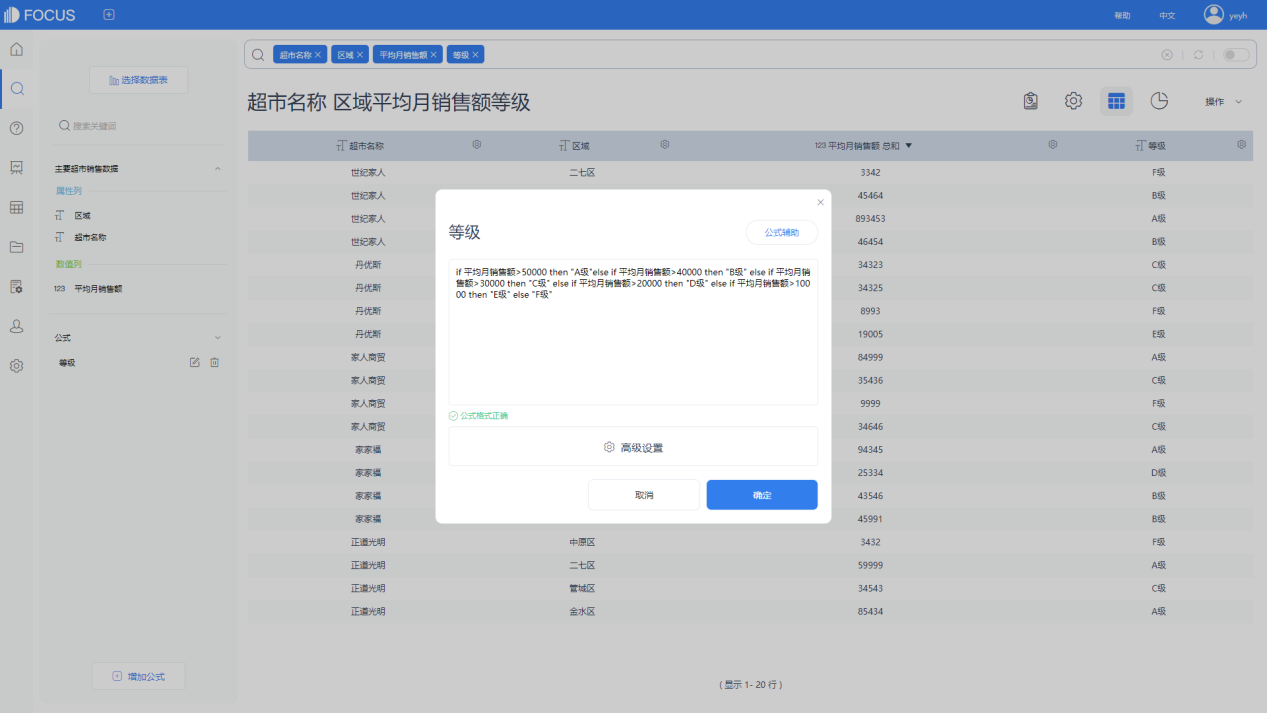 FOCUS
帮助 中文 yeyh
超市名称 区域 平均月销售额 等级
选择数据表
搜索关键词
主要超市销售数据
属性列
区域
超市名称
数值列
123 平均月销售额
公式
等级
增加公式
超市名称 区域平均月销售额等级
操作
超市名称 区域 123 平均月销售额 总和 等级
世纪家人 二七区 3342 F级
世纪家人 45464 B级
世纪家人 893453 A级
世纪家人 46454 B级
丹优斯 34323 C级
丹优斯 34325 C级
丹优斯 8993 F级
丹优斯 19005 E级
家人商贸 84999 A级
家人商贸 35436 C级
家人商贸 9999 F级
家人商贸 34646 C级
家家福 94345 A级
家家福 25334 D级
家家福 43546 B级
家家福 45991 B级
正道光明 中原区 3432 F级
正道光明 二七区 59999 A级
正道光明 管城区 34543 C级
正道光明 金水区 85434 A级
( 显示 1- 20 行 )
等级
公式辅助
if 平均月销售额>50000 then "A级"else if 平均月销售额>40000 then "B级" else if 平均月销
售额>30000 then "C级" else if 平均月销售额>20000 then "D级" else if 平均月销售额>100
00 then "E级" else "F级"
公式格式正确
高级设置
取消 确定